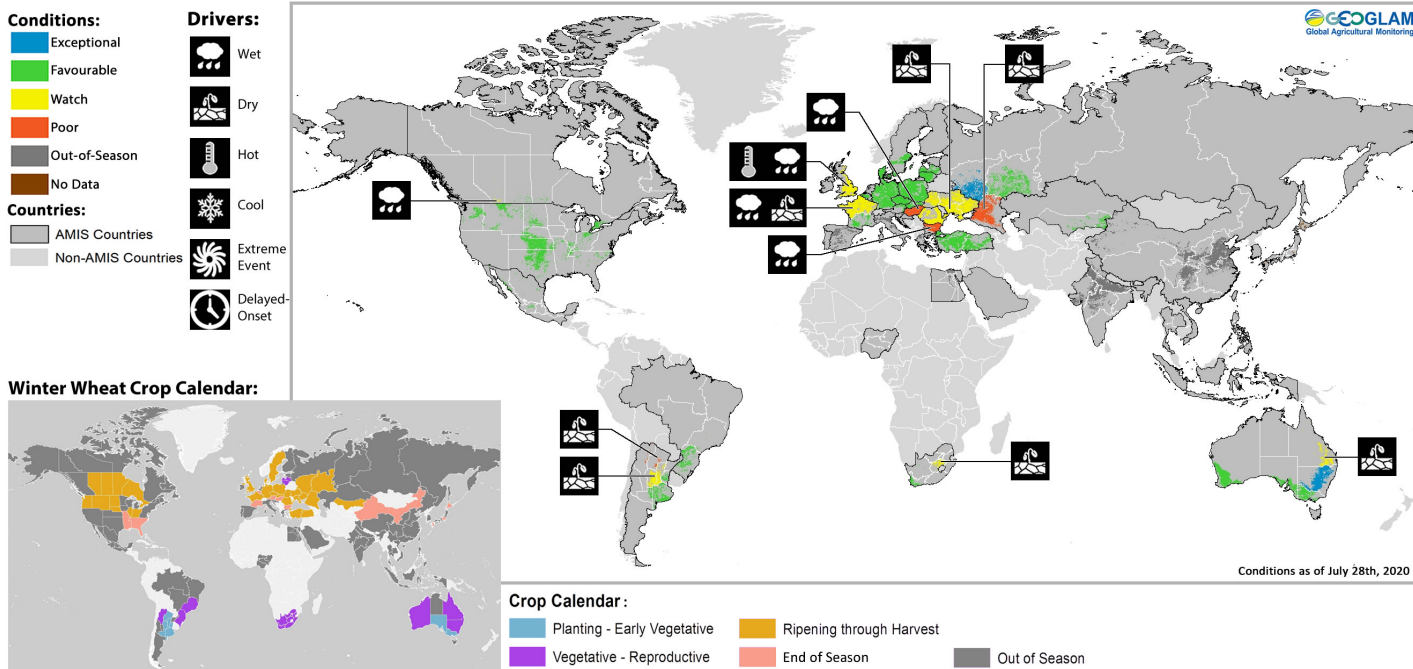 Conditions:
Exceptional
Favourable
Watch
Poor
Out-of-Season
No Data
Countries:
AMIS Countries
Non-AMIS Countries
Drivers:
Wet
Dry
Hot
Cool
Extreme
Event
Delayed-
Onset
GEOGLAM
Global Agricultural Monitoring
Winter Wheat Crop Calendar:
Conditions as of July 28th, 2020
Crop Calendar :
Planting - Early Vegetative
Ripening through Harvest
Vegetative - Reproductive
End of Season
Out of Season